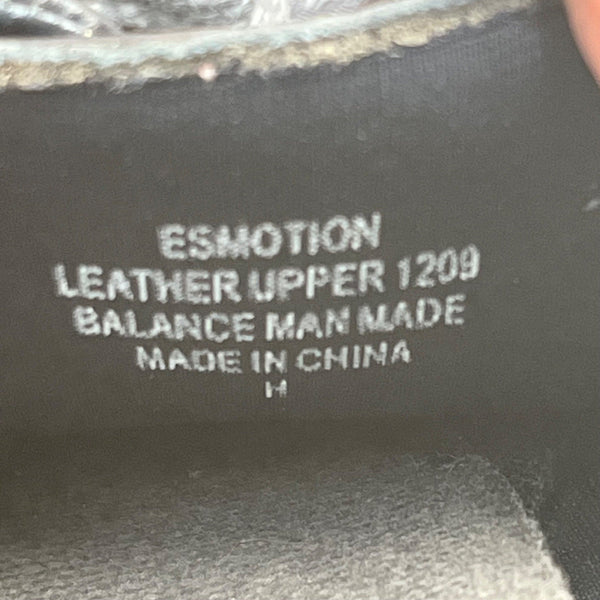 ESMOTION
LEATHER UPPER 1209
BALANCE MAN MADE
MADE IN CHINA
H